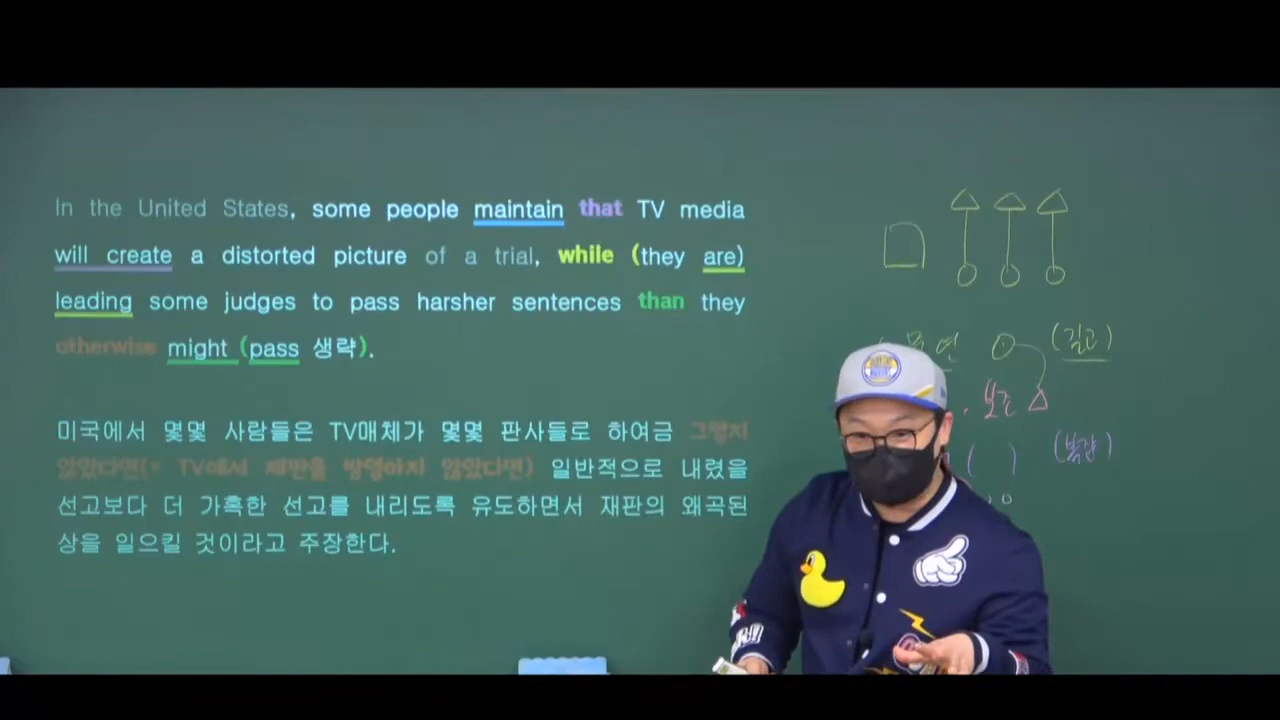 In the United States, some people maintain that TV media
will create a distorted picture of a trial, while (they are)
leading some judges to pass harsher sentences than they
otherwise might (pass 생략).
미국에서 몇몇 사람들은 TV매체가 몇몇 판사들로 하여금 그렇지
않았다면(= TV에서 재판을 방영하지 않았다면) 일반적으로 내렸을
선고보다 더 가혹한 선고를 내리도록 유도하면서 재판의 왜곡된
상을 일으킬 것이라고 주장한다.
(길고)
보조
(복잡)